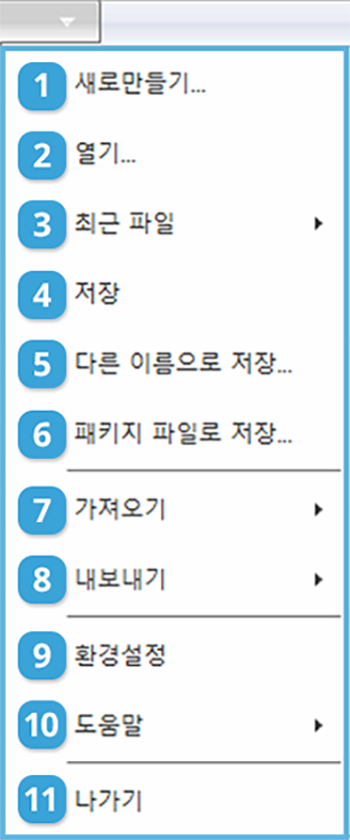 1 새로만들기...
2 열기...
3 최근 파일
4 저장
5 다른 이름으로 저장...
6 패키지 파일로 저장...
7 가져오기
8 내보내기
9 환경설정
10 도움말
11 나가기